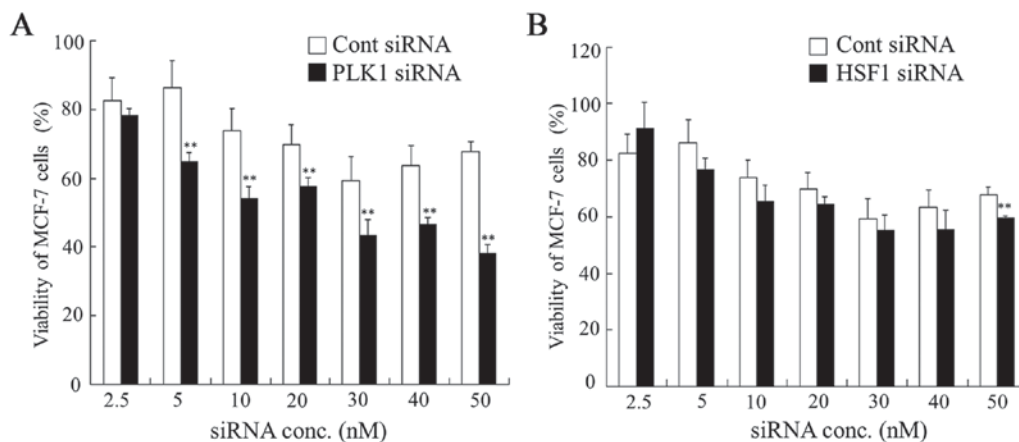 A
Cont siRNA
PLK1 siRNA
Viability of MCF-7 cells (%)
100
80
60
40
20
0
**
**
**
**
**
**
2.5 5 10 20 30 40 50
siRNA conc. (nM)
B
Cont siRNA
HSF1 siRNA
Viability of MCF-7 cells (%)
120
100
80
60
40
20
0
**
2.5 5 10 20 30 40 50
siRNA conc. (nM)